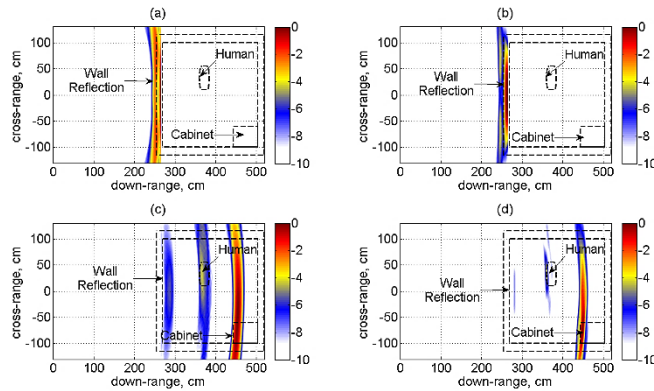 (a)
cross-range, cm
100
50
0
-50
-100
Wall
Reflection
Human
Cabinet
0 100 200 300 400 500
down-range, cm
0
-2
-4
-6
-8
-10
(b)
cross-range, cm
100
50
0
-50
-100
Wall
Reflection
Human
Cabinet
0 100 200 300 400 500
down-range, cm
0
-2
-4
-6
-8
-10
(c)
cross-range, cm
100
50
0
-50
-100
Wall
Reflection
Human
Cabinet
0 100 200 300 400 500
down-range, cm
0
-2
-4
-6
-8
-10
(d)
cross-range, cm
100
50
0
-50
-100
Wall
Reflection
Human
Cabinet
0 100 200 300 400 500
down-range, cm
0
-2
-4
-6
-8
-10